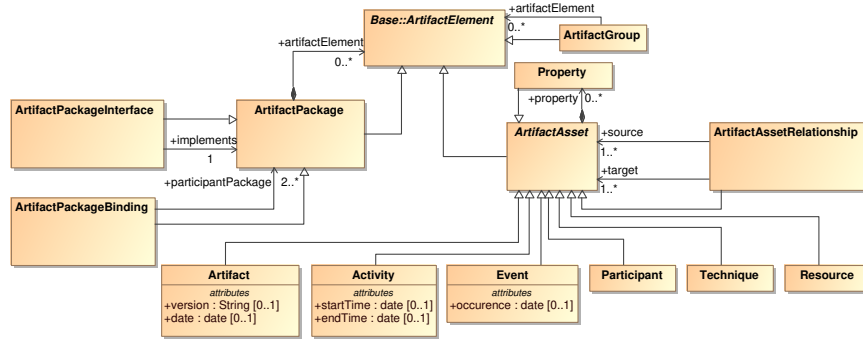 Base::ArtifactElement
+artifactElement
0..*
ArtifactGroup
+artifactElement
0..*
Property
+property
0..*
ArtifactPackageInterface
ArtifactPackage
+implements
1
ArtifactAsset
+source
1..*
+target
1..*
ArtifactAssetRelationship
+participantPackage
2..*
ArtifactPackageBinding
Artifact
attributes
+version : String [0..1]
+date : date [0..1]
Activity
attributes
+startTime : date [0..1]
+endTime : date [0..1]
Event
attributes
+occurence : date [0..1]
Participant
Technique
Resource